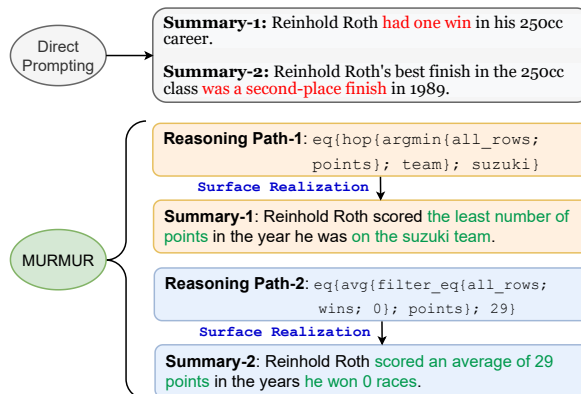 Direct
Prompting
Summary-1: Reinhold Roth had one win in his 250cc
career.
Summary-2: Reinhold Roth's best finish in the 250cc
class was a second-place finish in 1989.
MURMUR
Reasoning Path-1: eq{hop{argmin{all_rows;
points}; team}; suzuki}
Surface Realization
Summary-1: Reinhold Roth scored the least number of
points in the year he was on the suzuki team.
Reasoning Path-2: eq{avg{filter_eq{all_rows;
wins; 0}; points}; 29}
Surface Realization
Summary-2: Reinhold Roth scored an average of 29
points in the years he won 0 races.